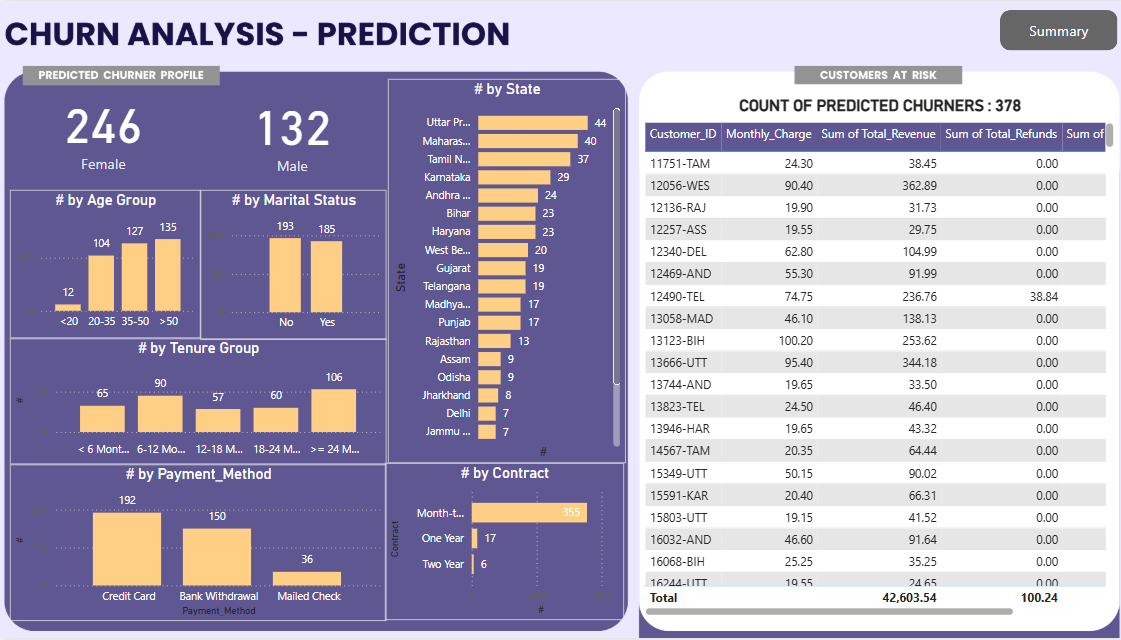 CHURN ANALYSIS – PREDICTION
Summary
PREDICTED CHURNER PROFILE
246
Female
132
Male
# by Age Group
12
104
127
135
<20 20-35 35-50 >50
# by Marital Status
193
185
No Yes
# by Tenure Group
65
90
57
60
106
#
< 6 Mont... 6-12 Mo... 12-18 M... 18-24 M... >= 24 M...
# by Payment_Method
192
150
36
#
Credit Card Bank Withdrawal Mailed Check
Payment_Method
# by State
State
Uttar Pr... 44
Maharas... 40
Tamil N... 37
Karnataka 29
Andhra ... 24
Bihar 23
Haryana 23
West Be... 20
Gujarat 19
Telangana 19
Madhya... 17
Punjab 17
Rajasthan 13
Assam 9
Odisha 9
Jharkhand 8
Delhi 7
Jammu ... 7
#
# by Contract
Contract
Month-t... 355
One Year 17
Two Year 6
#
CUSTOMERS AT RISK
COUNT OF PREDICTED CHURNERS : 378
Customer_ID Monthly_Charge Sum of Total_Revenue Sum of Total_Refunds Sum of
11751-TAM 24.30 38.45 0.00
12056-WES 90.40 362.89 0.00
12136-RAJ 19.90 31.73 0.00
12257-ASS 19.55 29.75 0.00
12340-DEL 62.80 104.99 0.00
12469-AND 55.30 91.99 0.00
12490-TEL 74.75 236.76 38.84
13058-MAD 46.10 138.13 0.00
13123-BIH 100.20 253.62 0.00
13666-UTT 95.40 344.18 0.00
13744-AND 19.65 33.50 0.00
13823-TEL 24.50 46.40 0.00
13946-HAR 19.65 43.32 0.00
14567-TAM 20.35 64.44 0.00
15349-UTT 50.15 90.02 0.00
15591-KAR 20.40 66.31 0.00
15803-UTT 19.15 41.52 0.00
16032-AND 46.60 91.64 0.00
16068-BIH 25.25 35.25 0.00
16244-UTT 19.55 24.65 0.00
Total 42,603.54 100.24